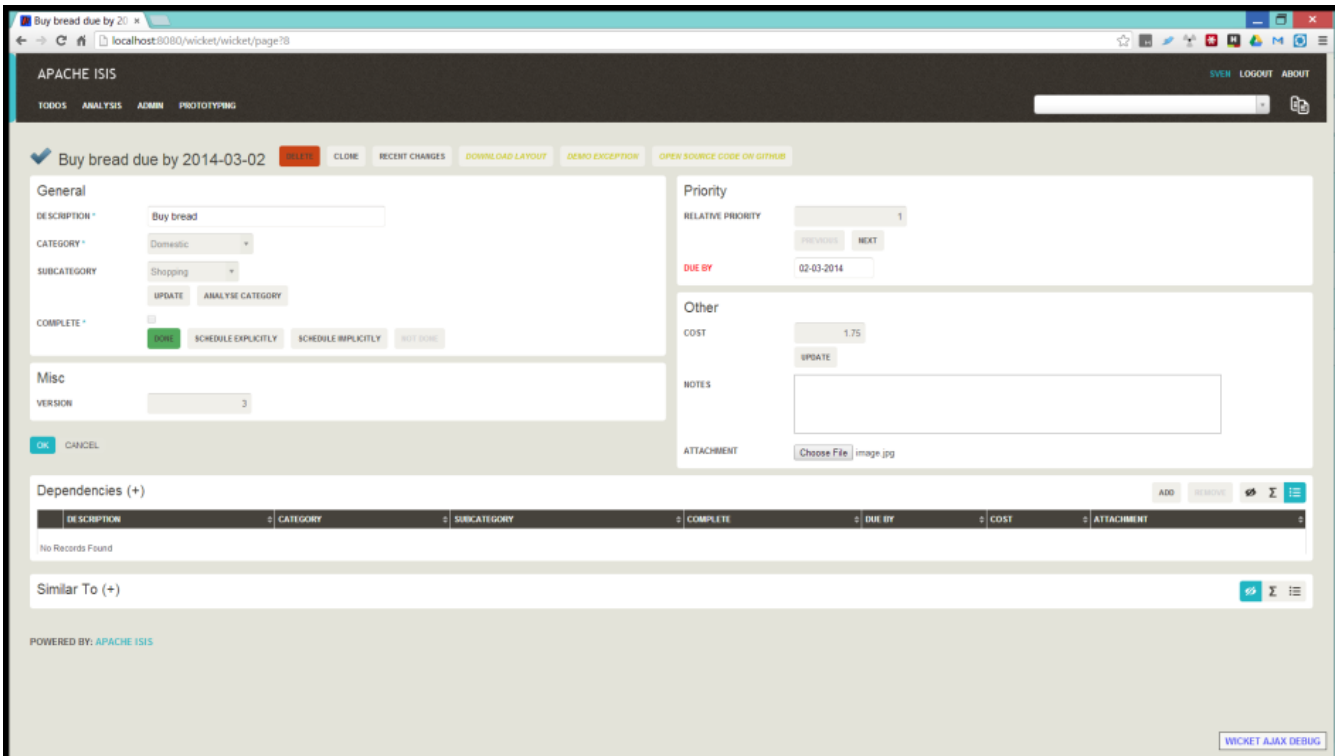 Buy bread due by 20
localhost:8080/wicket/wicket/page?8
APACHE ISIS
SVEN LOGOUT ABOUT
TODOS ANALYSIS ADMIN PROTOTYPING
Buy bread due by 2014-03-02 DELETE CLONE RECENT CHANGES DOWNLOAD LAYOUT DEMO EXCEPTION OPEN SOURCE CODE ON GITHUB
General
DESCRIPTION * Buy bread
CATEGORY * Domestic
SUBCATEGORY Shopping
UPDATE ANALYSE CATEGORY
COMPLETE *
DONE SCHEDULE EXPLICITLY SCHEDULE IMPLICITLY NOT DONE
Misc
VERSION 3
OK CANCEL
Priority
RELATIVE PRIORITY 1
PREVIOUS NEXT
DUE BY 02-03-2014
Other
COST 1.75
UPDATE
NOTES
ATTACHMENT Choose File image.jpg
Dependencies (+) ADD REMOVE Σ
DESCRIPTION CATEGORY SUBCATEGORY COMPLETE DUE BY COST ATTACHMENT
No Records Found
Similar To (+) Σ
POWERED BY: APACHE ISIS
WICKET AJAX DEBUG